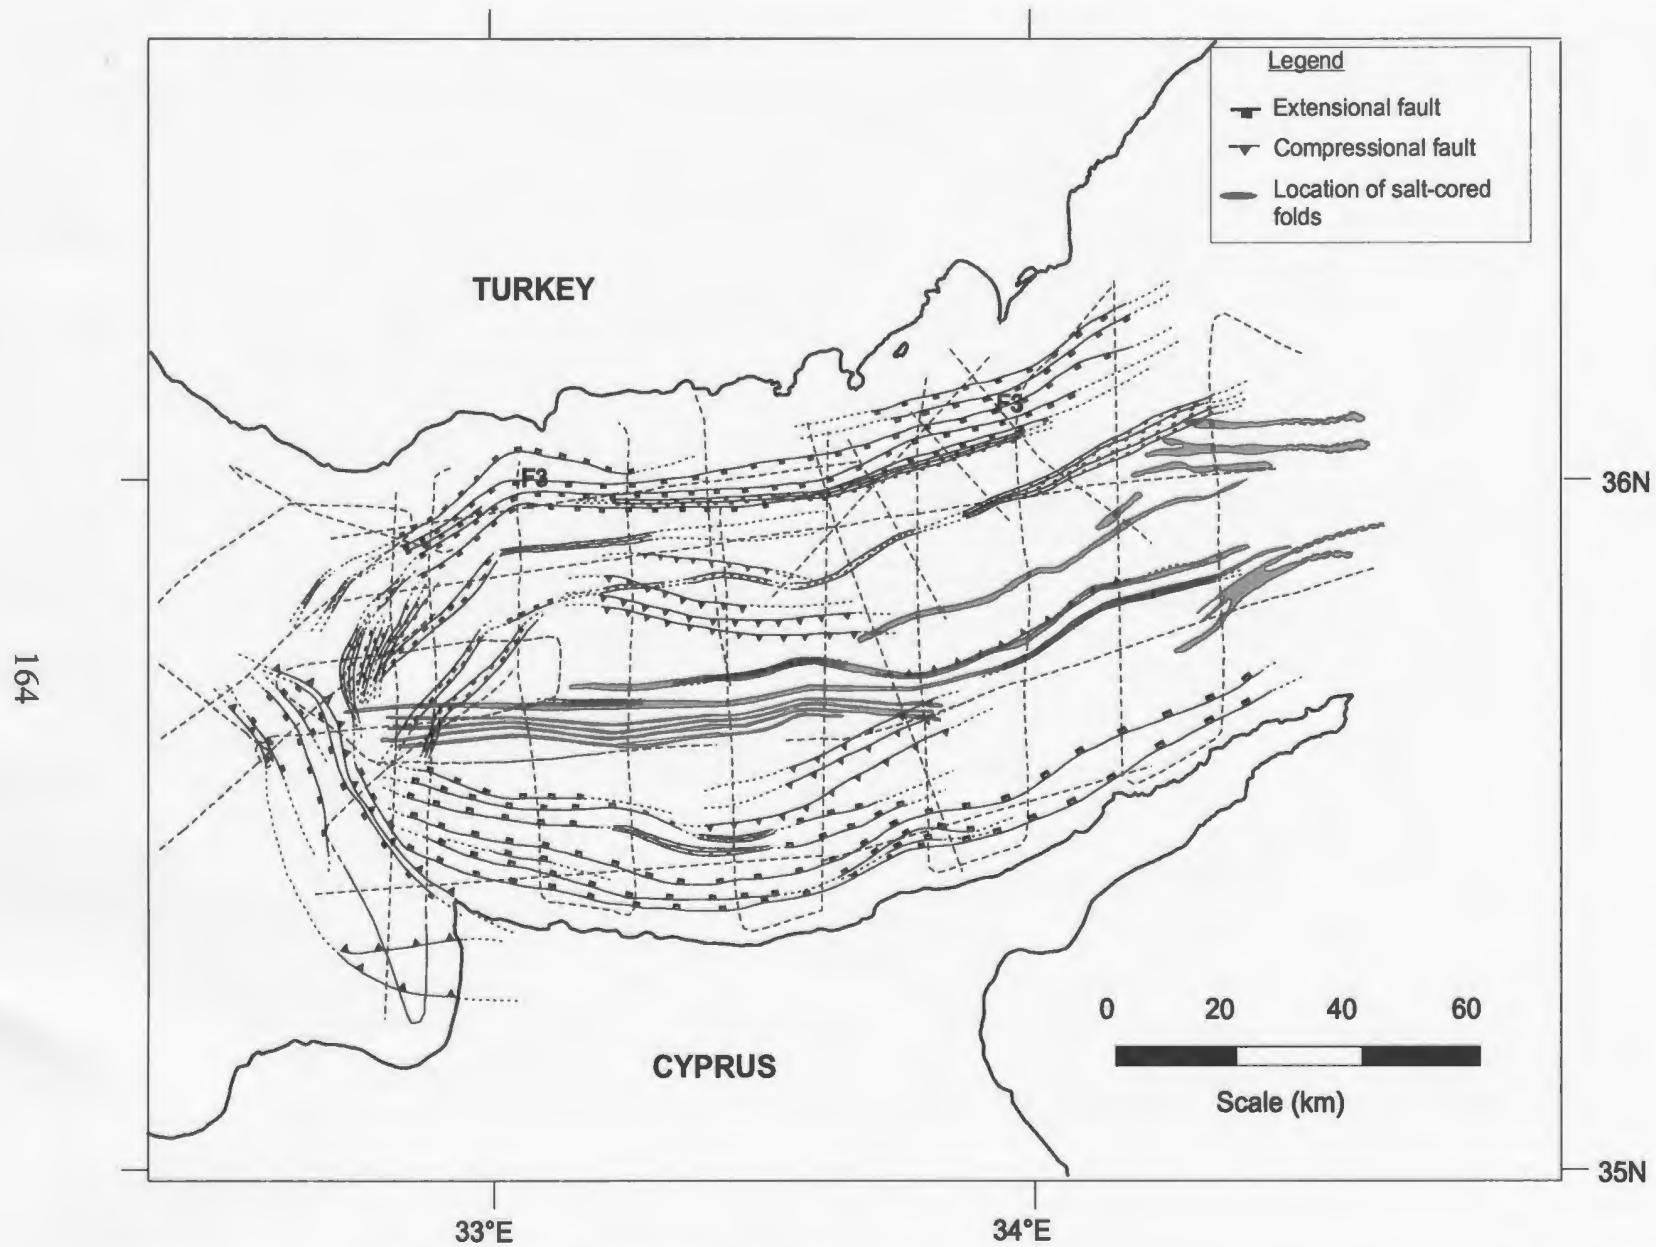 Legend
Extensional fault
Compressional fault
Location of salt-cored
folds
TURKEY
F3
F3
36N
164
CYPRUS
0 20 40 60
Scale (km)
35N
33°E
34°E